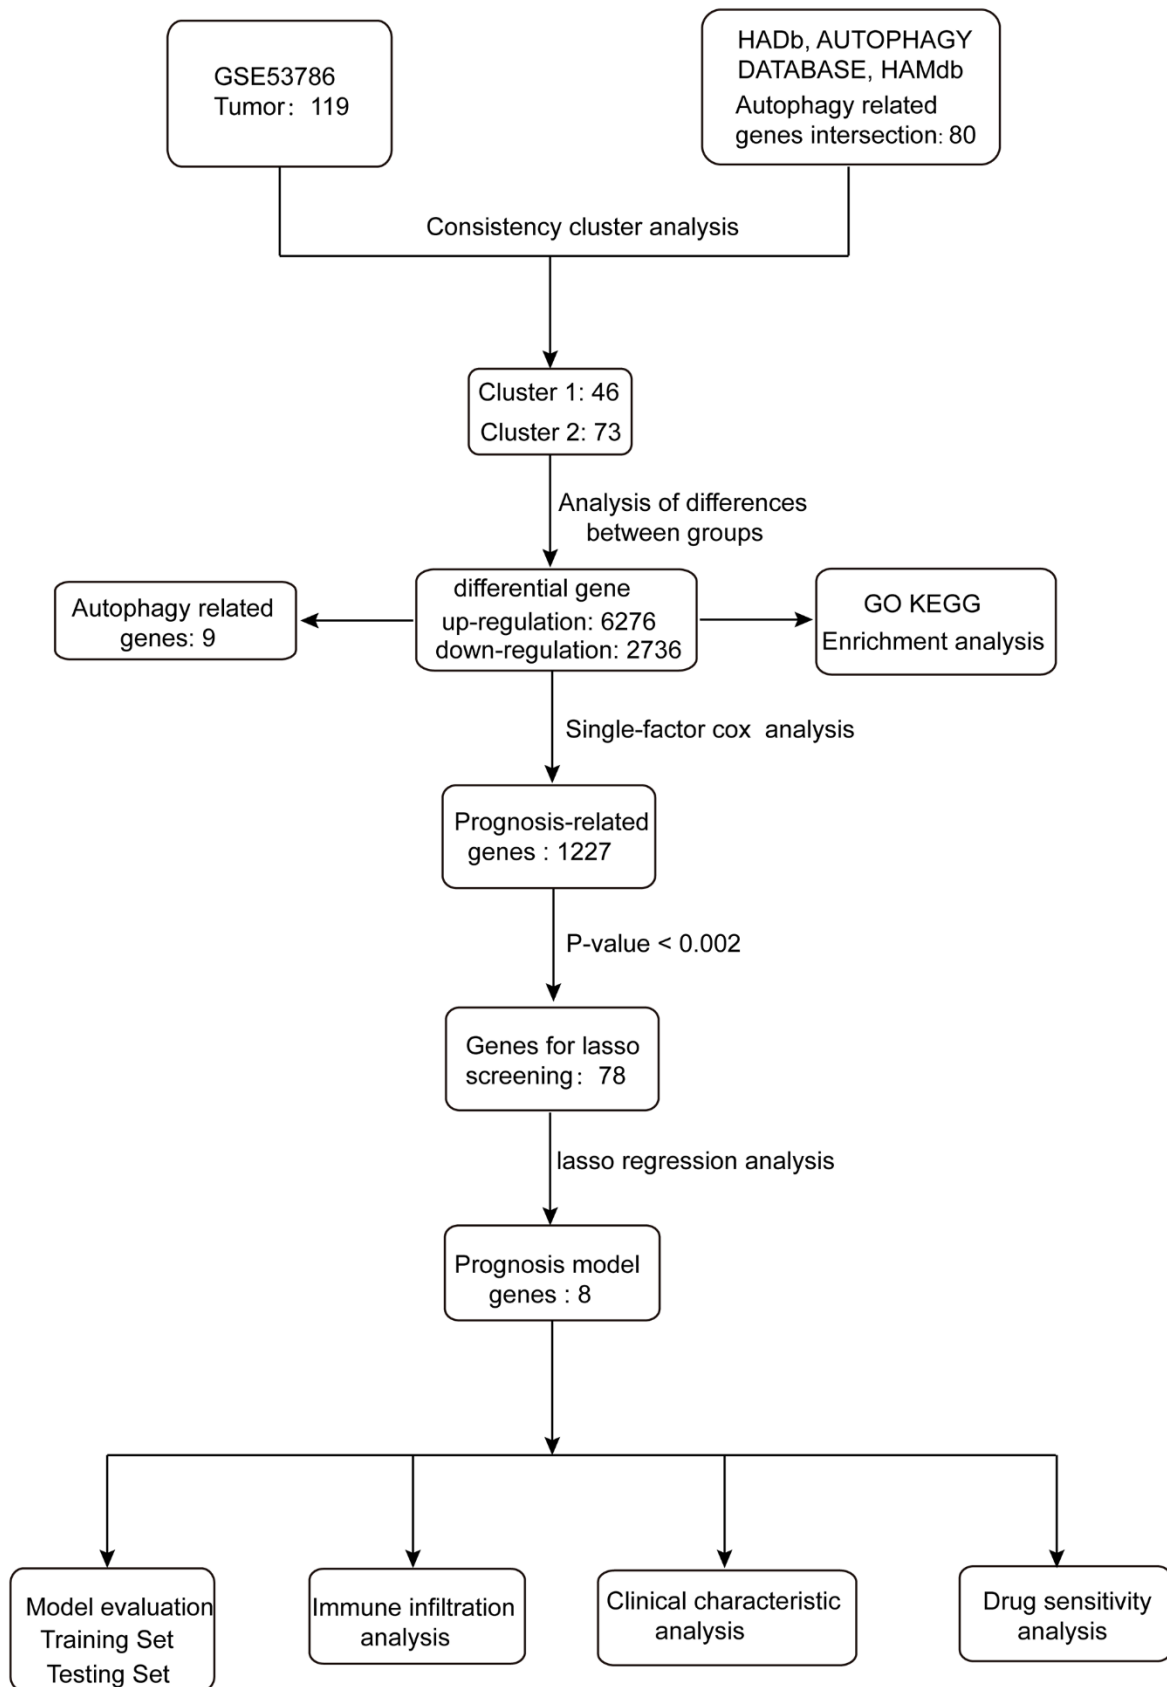 GSE53786
Tumor： 119
HADb, AUTOPHAGY
DATABASE, HAMdb
Autophagy related
genes intersection: 80
Consistency cluster analysis
Cluster 1: 46
Cluster 2: 73
Analysis of differences
between groups
Autophagy related
genes: 9
differential gene
up-regulation: 6276
down-regulation: 2736
GO KEGG
Enrichment analysis
Single-factor cox analysis
Prognosis-related
genes : 1227
P-value < 0.002
Genes for lasso
screening： 78
lasso regression analysis
Prognosis model
genes : 8
Model evaluation
Training Set
Testing Set
Immune infiltration
analysis
Clinical characteristic
analysis
Drug sensitivity
analysis